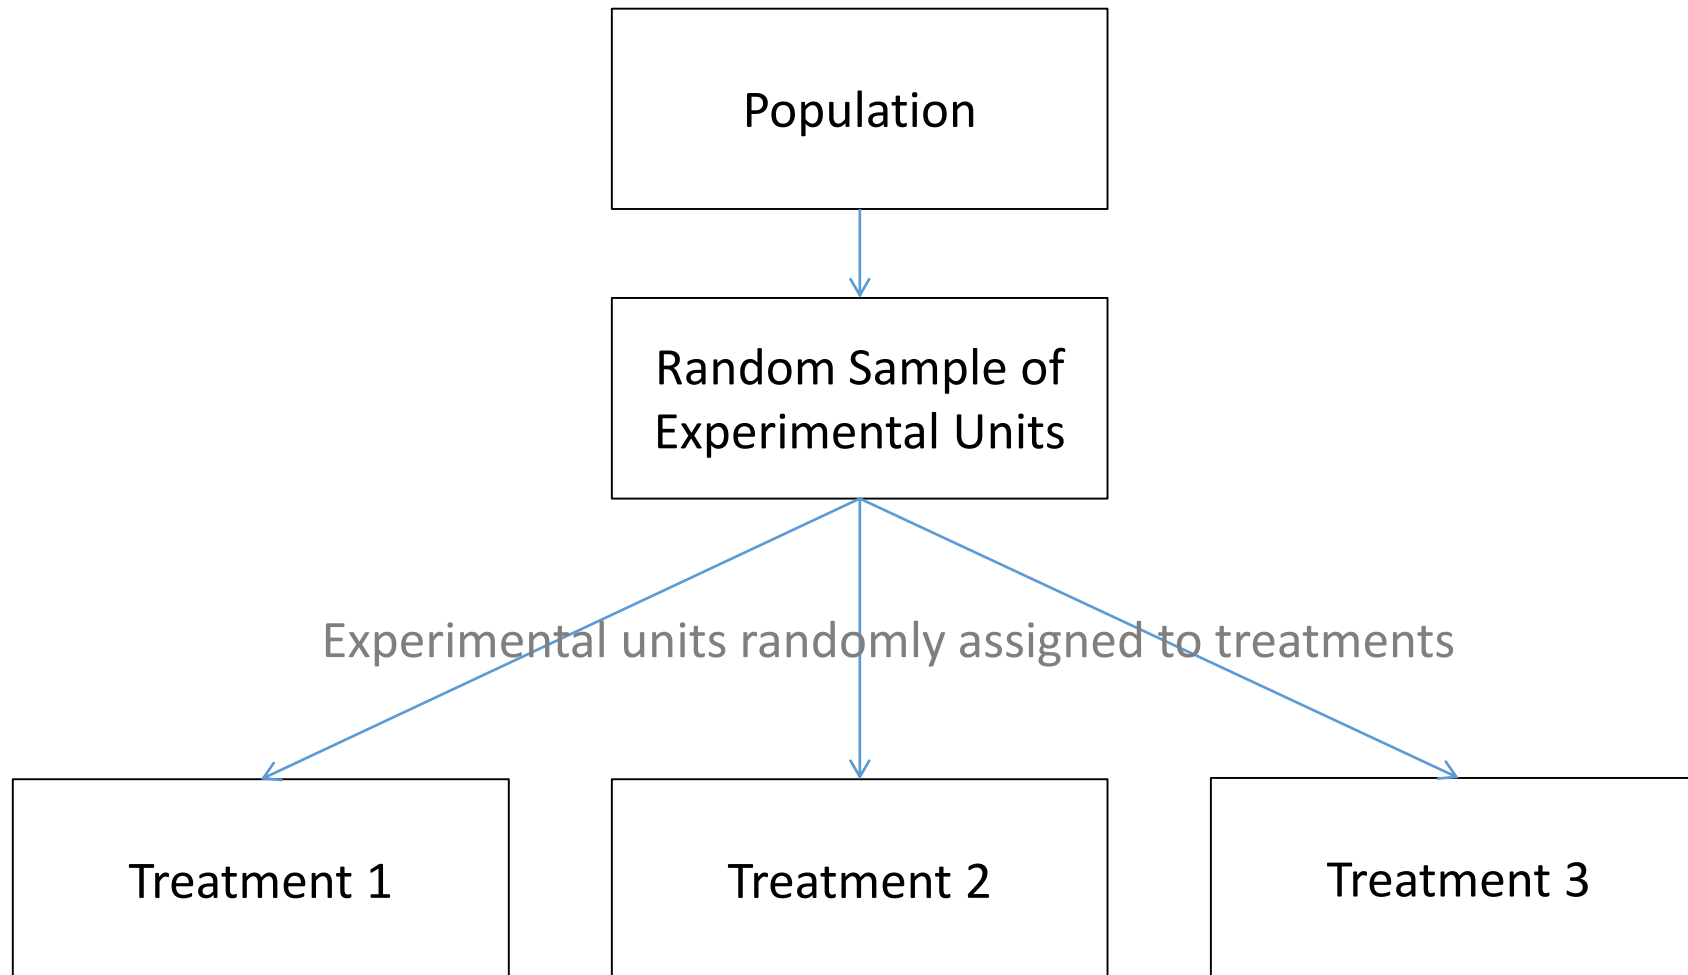 Population
Random Sample of
Experimental Units
Experimental units randomly assigned to treatments
Treatment 1
Treatment 2
Treatment 3